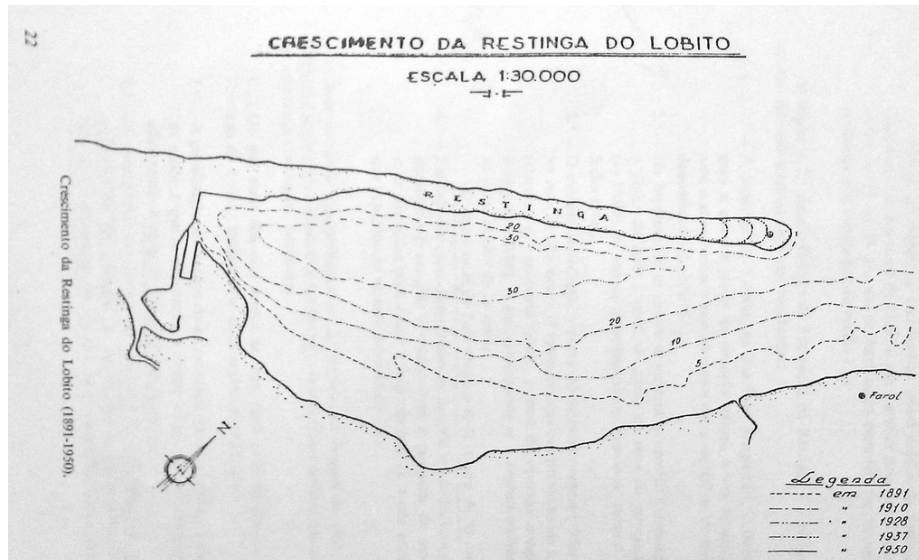 22
CRESCIMENTO DA RESTINGA DO LOBITO
ESCALA 1:30.000
RESTINGA
20
30
30
20
10
5
Farol
N
Legenda
em 1891
" 1910
" 1928
" 1937
" 1950
Crescimento da Restinga do Lobito (1891-1950).